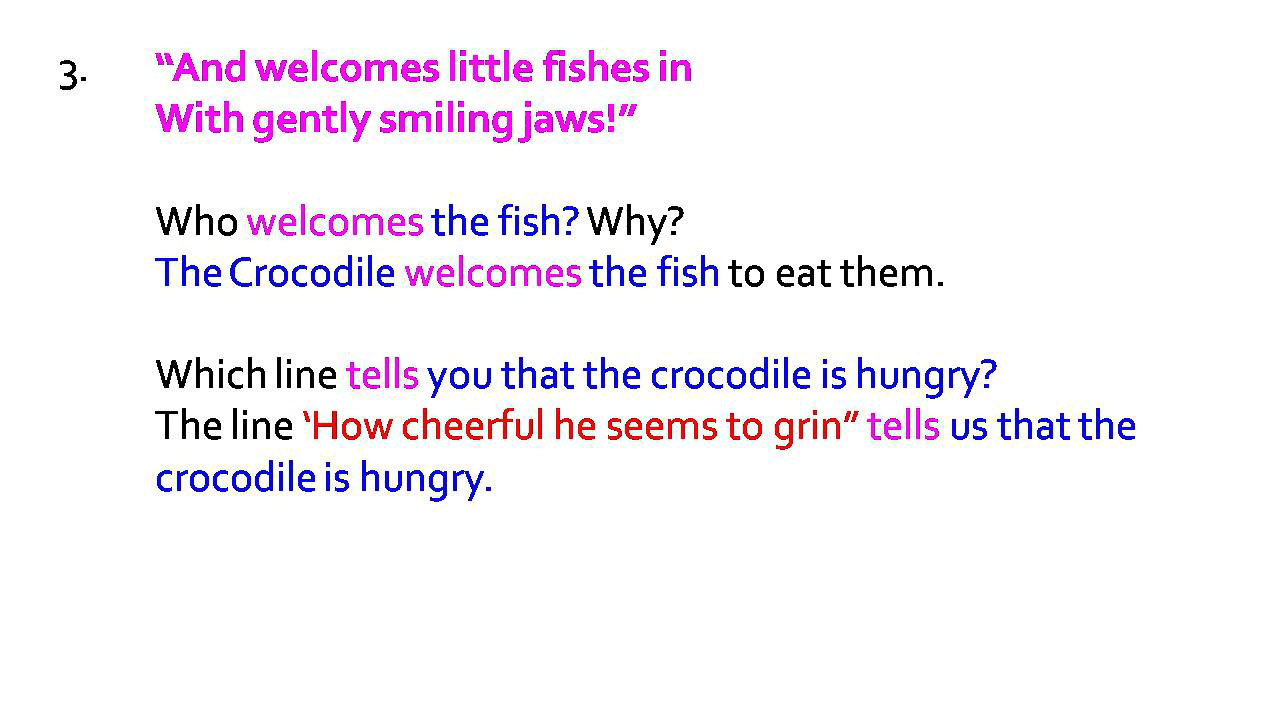 3. “And welcomes little fishes in
With gently smiling jaws!”
Who welcomes the fish? Why?
The Crocodile welcomes the fish to eat them.
Which line tells you that the crocodile is hungry?
The line ‘How cheerful he seems to grin” tells us that the
crocodile is hungry.